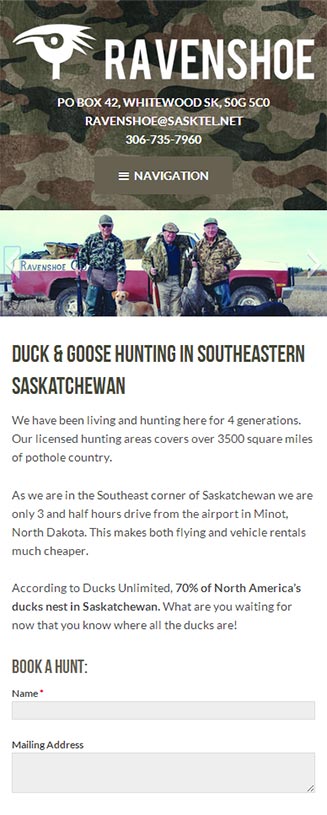 RAVENSHOE
PO BOX 42, WHITEWOOD SK, S0G 5C0
RAVENSHOE@SASKTEL.NET
306-735-7960
NAVIGATION
RAVENSHOE
DUCK & GOOSE HUNTING IN SOUTHEASTERN
SASKATCHEWAN
We have been living and hunting here for 4 generations.
Our licensed hunting areas covers over 3500 square miles
of pothole country.
As we are in the Southeast corner of Saskatchewan we are
only 3 and half hours drive from the airport in Minot,
North Dakota. This makes both flying and vehicle rentals
much cheaper.
According to Ducks Unlimited, 70% of North America's
ducks nest in Saskatchewan. What are you waiting for
now that you know where all the ducks are!
BOOK A HUNT:
Name *
Mailing Address